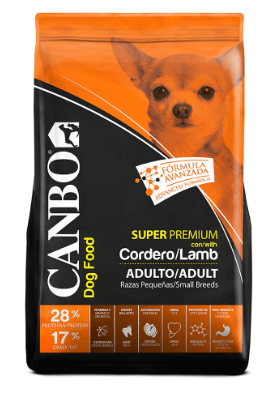 CANBO®
Dog Food
FÓRMULA
AVANZADA
ADVANCED FORMULA
SUPER PREMIUM
con/with
Cordero/Lamb
ADULTO/ADULT
Razas Pequeñas/Small Breeds
28 %
PROTEINA/PROTEIN
17 %
GRASA/FAT